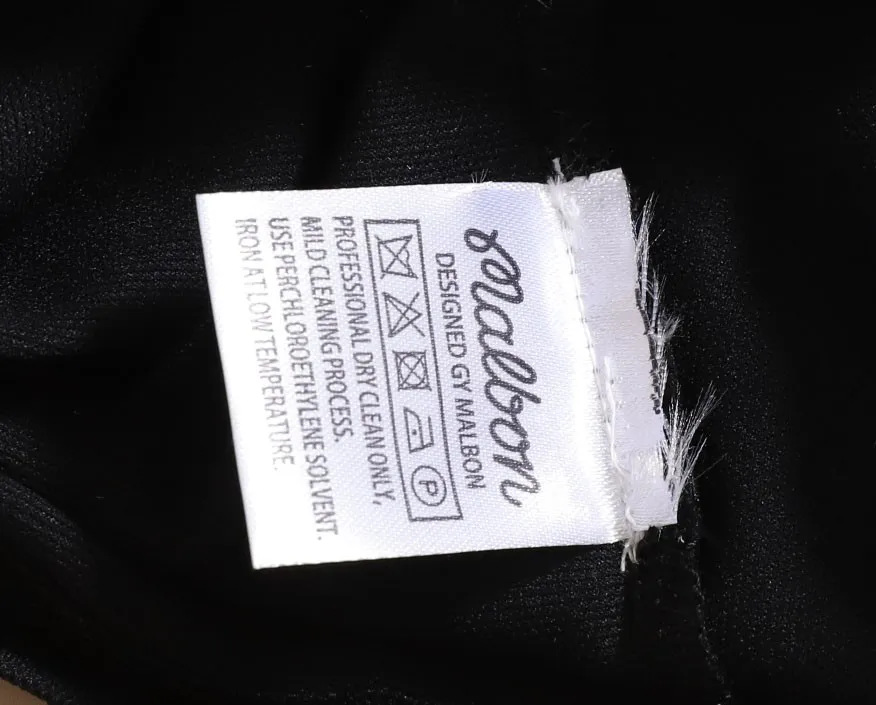 Malbon
DESIGNED GY MALBON
P
PROFESSIONAL DRY CLEAN ONLY,
MILD CLEANING PROCESS.
USE PERCHLOROETHYLENE SOLVENT.
IRON AT LOW TEMPERATURE.